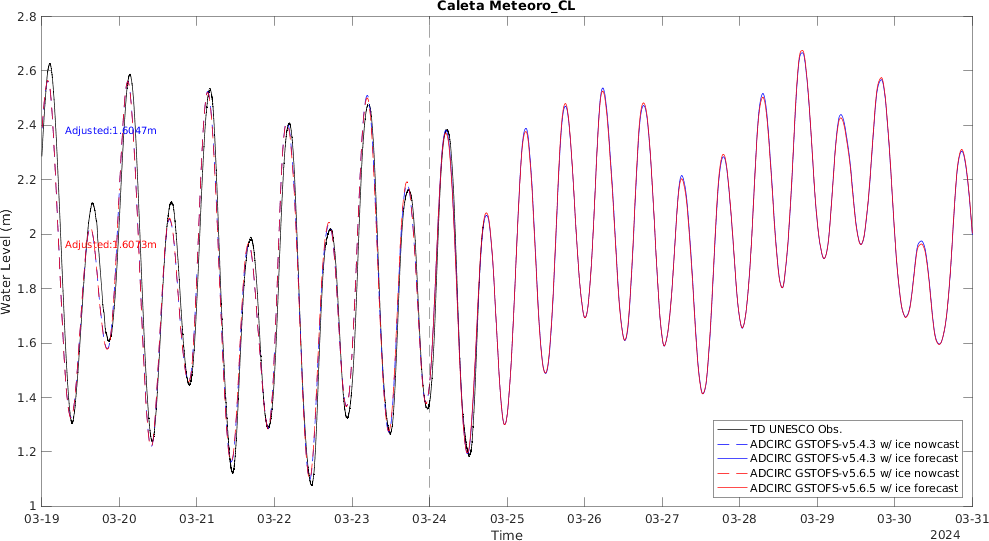 Caleta Meteoro_CL
2.8
2.6
2.4
2.2
2
1.8
1.6
1.4
1.2
1
Water Level (m)
Adjusted:1.6047m
Adjusted:1.6073m
TD UNESCO Obs.
ADCIRC GSTOFS-v5.4.3 w/ ice nowcast
ADCIRC GSTOFS-v5.4.3 w/ ice forecast
ADCIRC GSTOFS-v5.6.5 w/ ice nowcast
ADCIRC GSTOFS-v5.6.5 w/ ice forecast
03-19 03-20 03-21 03-22 03-23 03-24 03-25 03-26 03-27 03-28 03-29 03-30 03-31
Time
2024